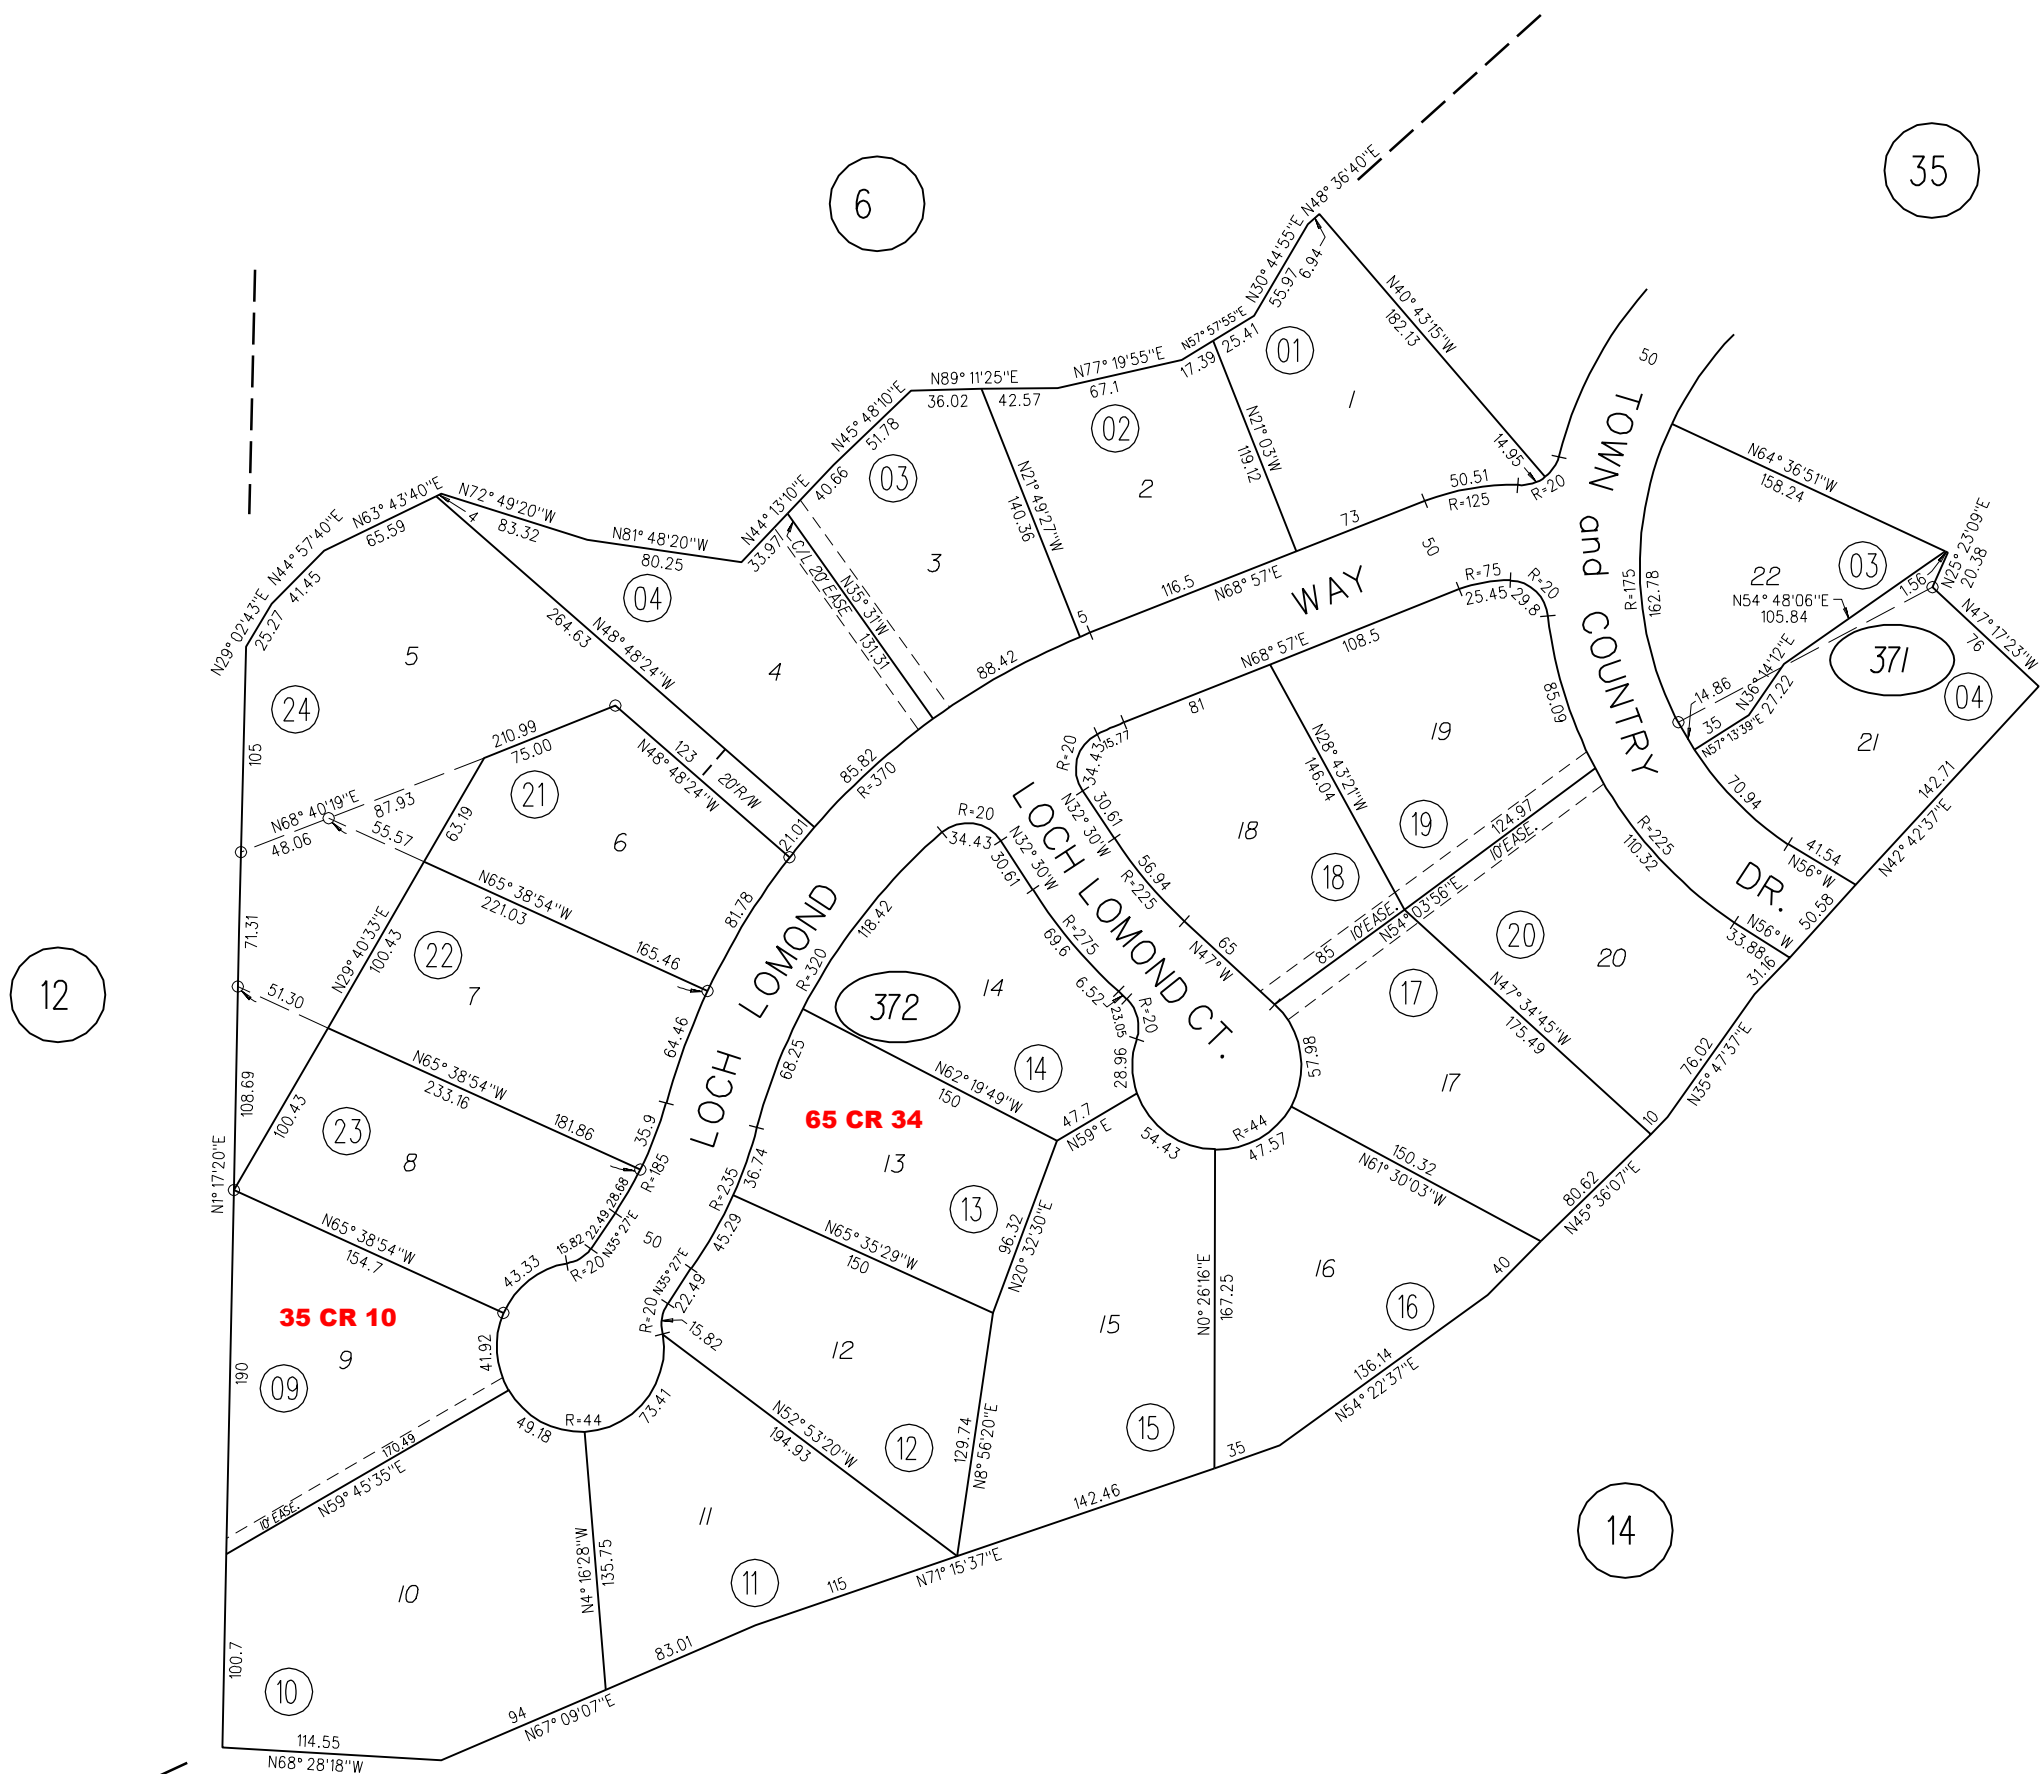 6
35
12
14
N48° 36'40"E
N30° 44'55"E
6.94
55.97
N57° 57'55"E
25.41
17.39
01
1
N40° 43'15"W
182.13
14.95
R=20
N77° 19'55"E
67.1
N89° 11'25"E
36.02
42.57
02
2
N21° 03'W
119.12
50.51
R=125
73
50
N45° 48'10"E
51.78
40.66
03
3
N21° 49'27"W
140.36
N44° 13'10"E
33.97
C/L 20' EASE
N35° 31'W
131.31
5
116.5
N68° 57'E
WAY
88.42
N72° 49'20"W
83.32
4
N81° 48'20"W
80.25
04
4
N48° 48'24"W
264.63
N63° 43'40"E
65.59
N44° 57'40"E
41.45
N29° 02'43"E
25.27
5
24
105
210.99
75.00
N68° 40'19"E
87.93
48.06
55.57
123
N48° 48'24"W
20'R/W
85.82
R=370
21.01
21
6
63.19
N65° 38'54"W
221.03
165.46
81.78
71.31
51.30
N29° 40'33"E
100.43
22
7
N65° 38'54"W
233.16
181.86
64.46
35.9
R=185
108.69
100.43
23
8
N1° 17'20"E
N65° 38'54"W
154.7
43.33
15.82
R=20
22.49
N35° 27'E
28.68
50
35 CR 10
9
09
190
41.92
R=44
49.18
73.41
170.49
10' EASE.
N59° 45'35"E
10
10
100.7
114.55
N68° 28'18"W
94
N67° 09'07"E
83.01
N4° 16'28"W
135.75
11
11
115
N71° 15'37"E
142.46
35
N52° 53'20"W
194.93
12
12
R=20
15.82
22.49
N35° 27'E
45.29
R=235
36.74
N65° 35'29"W
150
129.74
N8° 56'20"E
LOCH LOMOND
R=320
118.42
68.25
372
65 CR 34
13
13
96.32
N20° 32'30"E
N62° 19'49"W
150
14
14
R=20
34.43
30.61
N32° 30'W
R=275
69.6
6.52
23.05
R=20
28.96
47.7
N59° E
54.43
R=44
47.57
57.98
LOCH LOMOND CT.
R=20
34.43
15.77
N32° 30'W
30.61
56.94
R=225
65
N47° W
81
N68° 57'E
108.5
R=75
25.45
R=20
29.8
85.09
N28° 43'21"W
146.04
18
18
19
19
124.97
10' EASE.
N54° 03'56"E
10' EASE.
85
R=225
110.32
20
20
N47° 34'45"W
175.49
17
17
N61° 30'03"W
150.32
16
16
15
15
N0° 26'16"E
167.25
136.14
N54° 22'37"E
40
80.62
N45° 36'07"E
10
76.02
N35° 47'37"E
31.16
33.88
N56° W
50.58
41.54
N56° W
N42° 42'37"E
142.71
TOWN and COUNTRY DR.
50
R=175
162.78
N64° 36'51"W
158.24
N25° 23'09"E
20.38
22
03
1.56
N54° 48'06"E
105.84
N47° 17'23"W
76
371
04
21
14.86
35
N57° 13'39"E
N36° 14'12"E
27.22
70.94